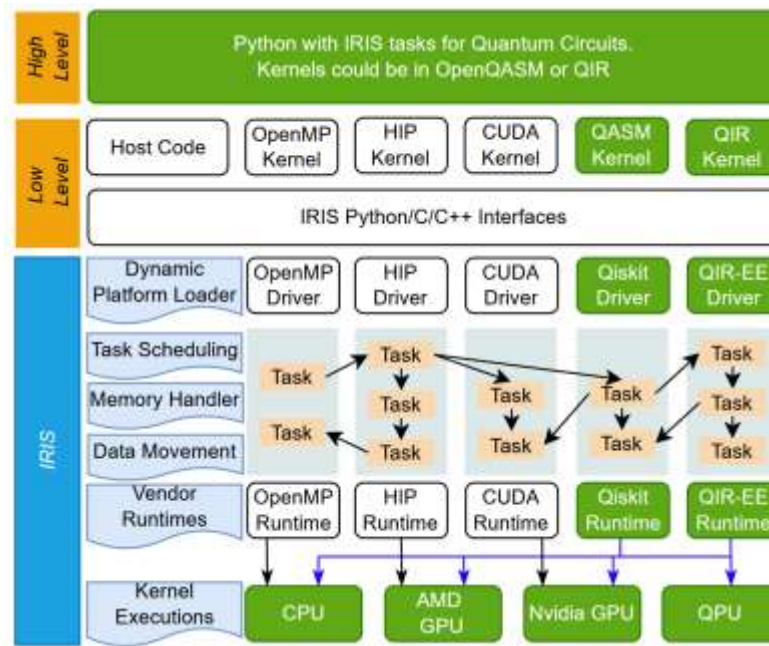 High
Level
Python with IRIS tasks for Quantum Circuits.
Kernels could be in OpenQASM or QIR
Low
Level
Host Code
OpenMP
Kernel
HIP
Kernel
CUDA
Kernel
QASM
Kernel
QIR
Kernel
IRIS Python/C/C++ Interfaces
IRIS
Dynamic
Platform Loader
OpenMP
Driver
HIP
Driver
CUDA
Driver
Qiskit
Driver
QIR-EE
Driver
Task Scheduling
Memory Handler
Data Movement
Task
Task
Task
Task
Task
Task
Task
Task
Task
Task
Task
Task
Vendor
Runtimes
OpenMP
Runtime
HIP
Runtime
CUDA
Runtime
Qiskit
Runtime
QIR-EE
Runtime
Kernel
Executions
CPU
AMD
GPU
Nvidia GPU
QPU